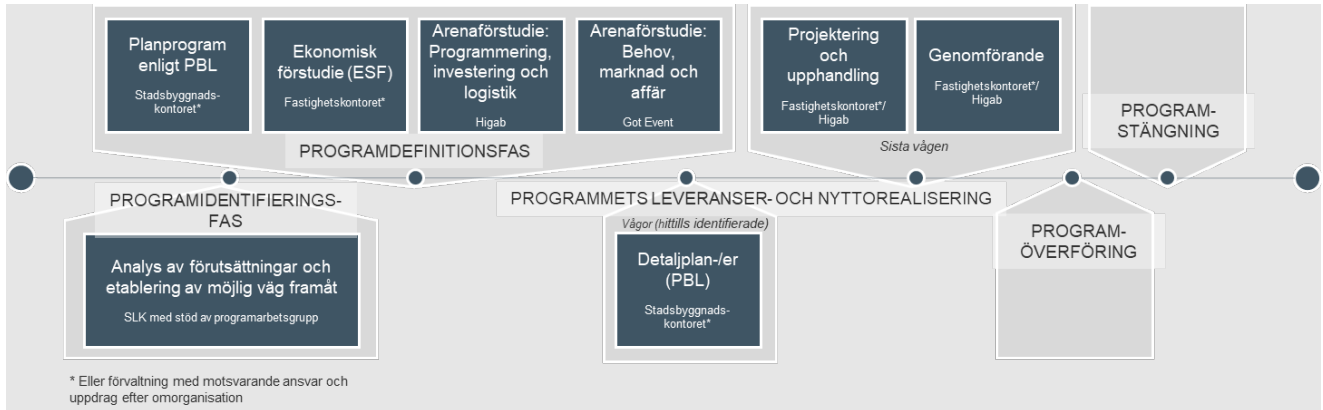 Planprogram
enligt PBL
Stadsbyggnads-
kontoret*
Ekonomisk
förstudie (ESF)
Fastighetskontoret*
Arenaförstudie:
Programmering,
investering och
logistik
Higab
Arenaförstudie:
Behov,
marknad och
affär
Got Event
PROGRAMDEFINITIONSFAS
Projektering
och
upphandling
Fastighetskontoret*/
Higab
Genomförande
Fastighetskontoret*/
Higab
Sista vågen
PROGRAM-
STÄNGNING
PROGRAMIDENTIFIERINGS-
FAS
Analys av förutsättningar och
etablering av möjlig väg framåt
SLK med stöd av programarbetsgrupp
PROGRAMMETS LEVERANSER- OCH NYTTOREALISERING
Vågor (hittills identifierade)
Detaljplan-/er
(PBL)
Stadsbyggnads-
kontoret*
PROGRAM-
ÖVERFÖRING
* Eller förvaltning med motsvarande ansvar och
uppdrag efter omorganisation